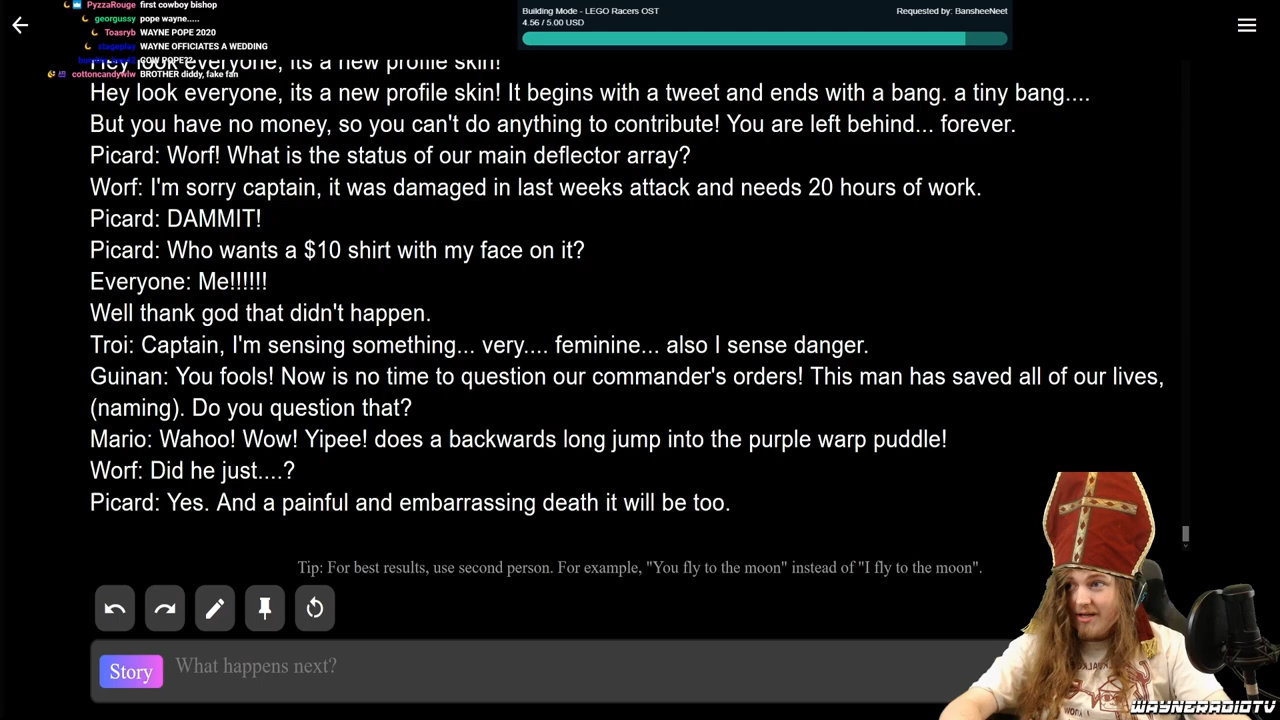 PyzzaRouge first cowboy bishop
georgussy pope wayne.....
Toasryb WAYNE POPE 2020
stageplay WAYNE OFFICIATES A WEDDING
COW POPE??
cottoncandywlw BROTHER diddy, fake fan
Building Mode - LEGO Racers OST
Requested by: BansheeNeet
4.56 / 5.00 USD
Hey look everyone, its a new profile skin!
Hey look everyone, its a new profile skin! It begins with a tweet and ends with a bang. a tiny bang....
But you have no money, so you can't do anything to contribute! You are left behind... forever.
Picard: Worf! What is the status of our main deflector array?
Worf: I'm sorry captain, it was damaged in last weeks attack and needs 20 hours of work.
Picard: DAMMIT!
Picard: Who wants a $10 shirt with my face on it?
Everyone: Me!!!!!!
Well thank god that didn't happen.
Troi: Captain, I'm sensing something... very.... feminine... also I sense danger.
Guinan: You fools! Now is no time to question our commander's orders! This man has saved all of our lives,
(naming). Do you question that?
Mario: Wahoo! Wow! Yipee! does a backwards long jump into the purple warp puddle!
Worf: Did he just....?
Picard: Yes. And a painful and embarrassing death it will be too.
Tip: For best results, use second person. For example, "You fly to the moon" instead of "I fly to the moon".
Story What happens next?
WAYNERADIOTV